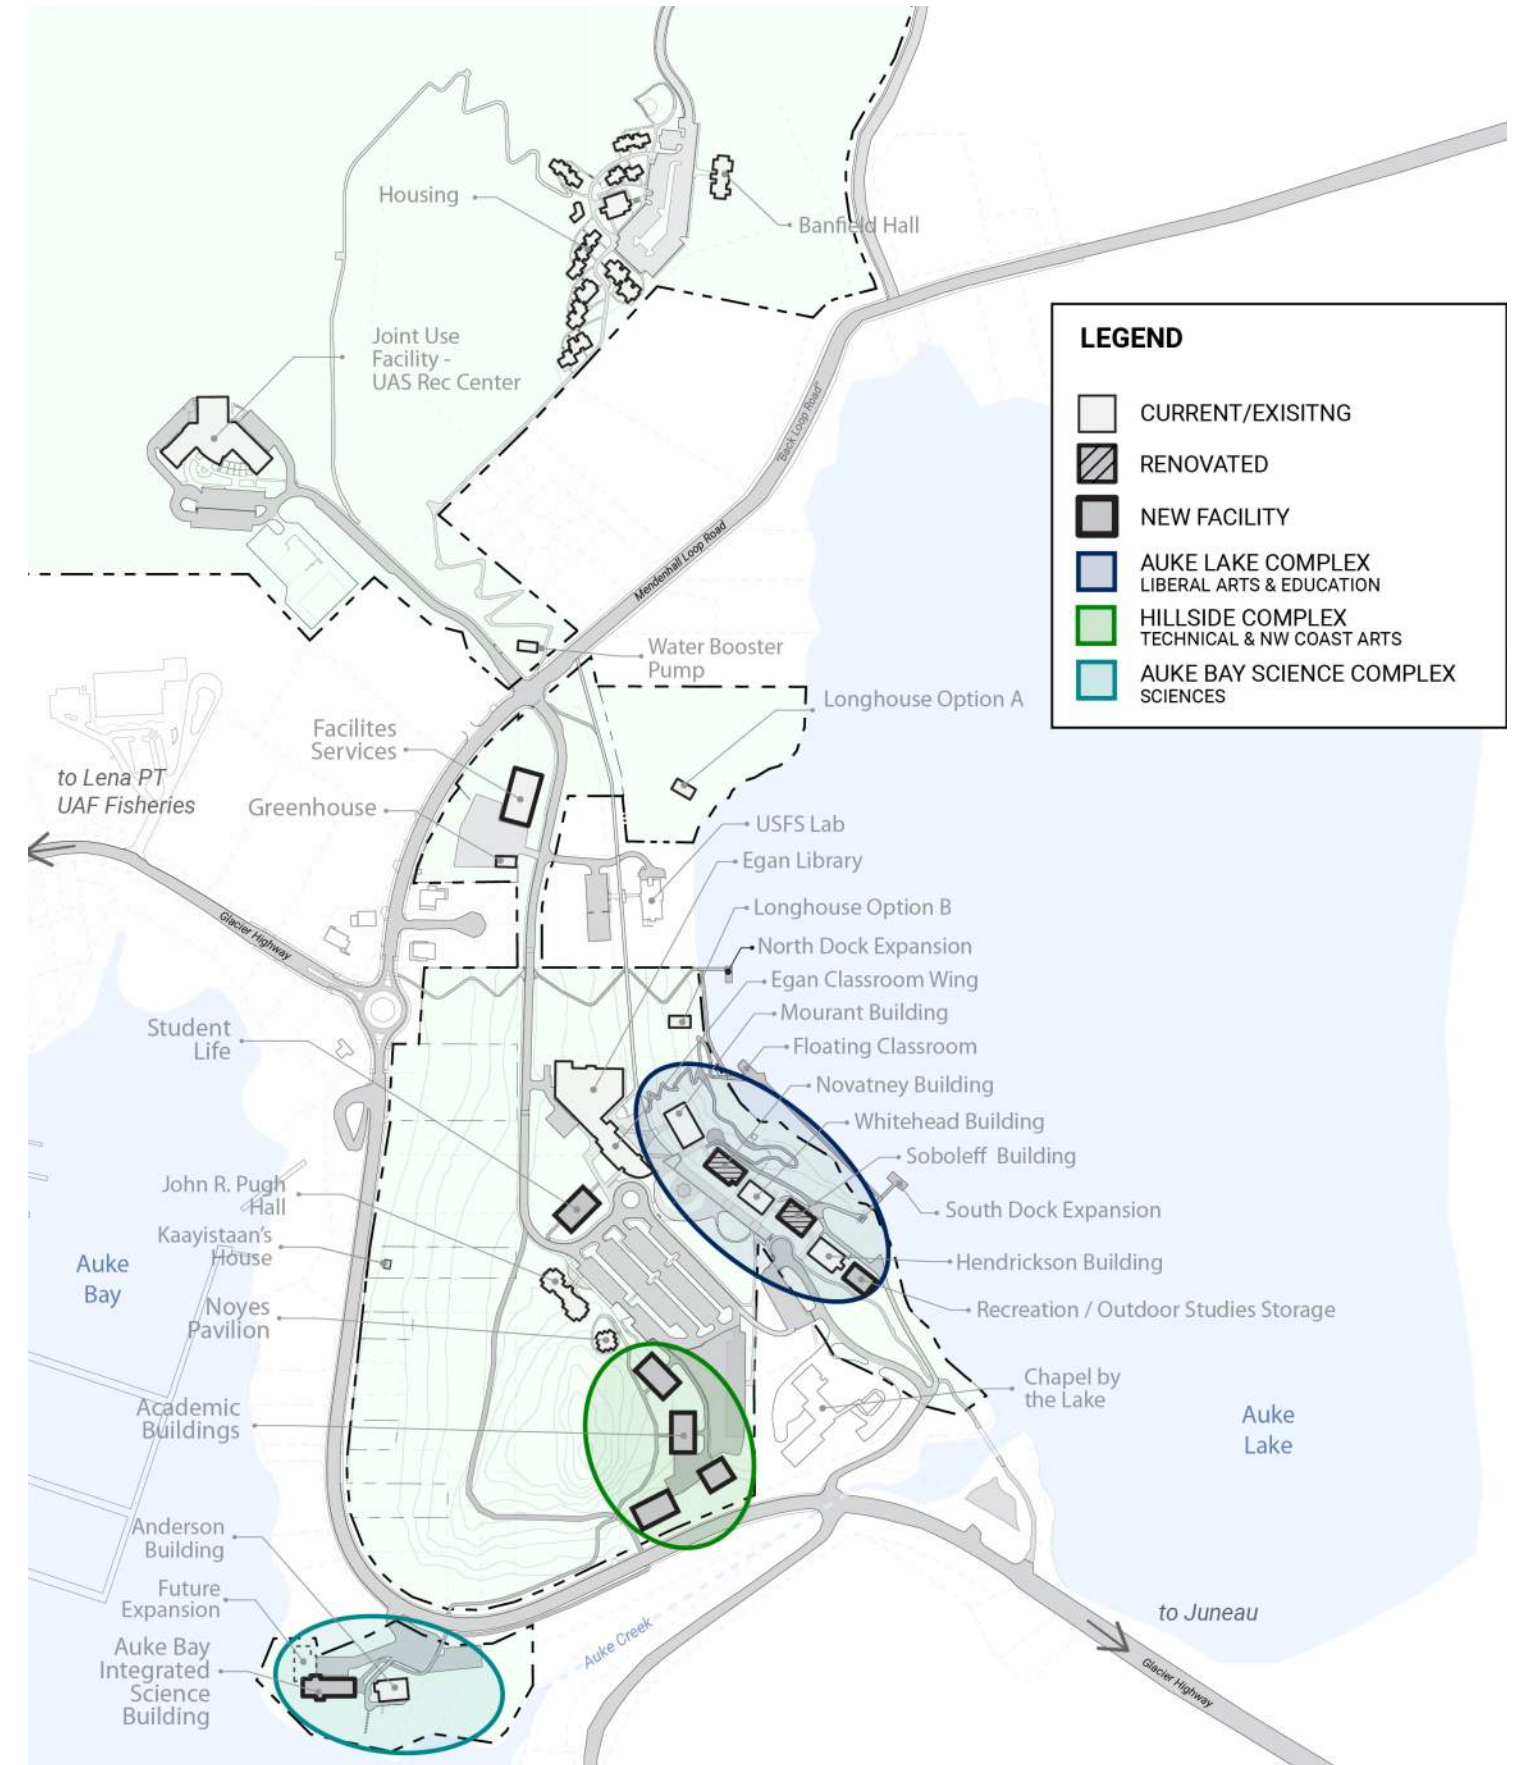 Housing
Banfield Hall
Joint Use
Facility -
UAS Rec Center
"Back Loop Road"
Mendenhall Loop Road
LEGEND
CURRENT/EXISITNG
RENOVATED
NEW FACILITY
AUKE LAKE COMPLEX
LIBERAL ARTS & EDUCATION
HILLSIDE COMPLEX
TECHNICAL & NW COAST ARTS
AUKE BAY SCIENCE COMPLEX
SCIENCES
Water Booster
Pump
Longhouse Option A
Facilites
Services
to Lena PT
UAF Fisheries
Greenhouse
USFS Lab
Egan Library
Longhouse Option B
Glacier Highway
North Dock Expansion
Egan Classroom Wing
Mourant Building
Student
Life
Floating Classroom
Novatney Building
Whitehead Building
Soboleff Building
John R. Pugh
Hall
South Dock Expansion
Kaayistaan's
House
Auke
Bay
Hendrickson Building
Noyes
Pavilion
Recreation / Outdoor Studies Storage
Chapel by
the Lake
Academic
Buildings
Auke
Lake
Anderson
Building
Future
Expansion
to Juneau
Auke Creek
Auke Bay
Integrated
Science
Building
Glacier Highway